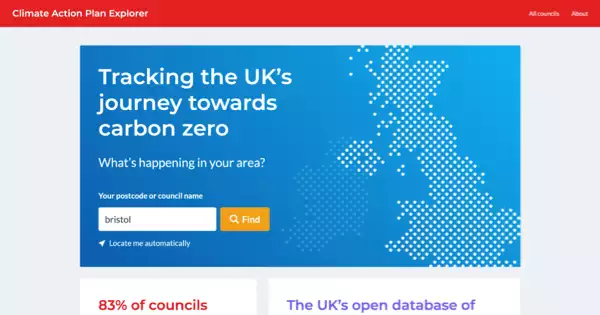 Climate Action Plan Explorer
All councils
About
Tracking the UK's
journey towards
carbon zero
What's happening in your area?
Your postcode or council name
bristol
Find
Locate me automatically
83% of councils
The UK's open database of